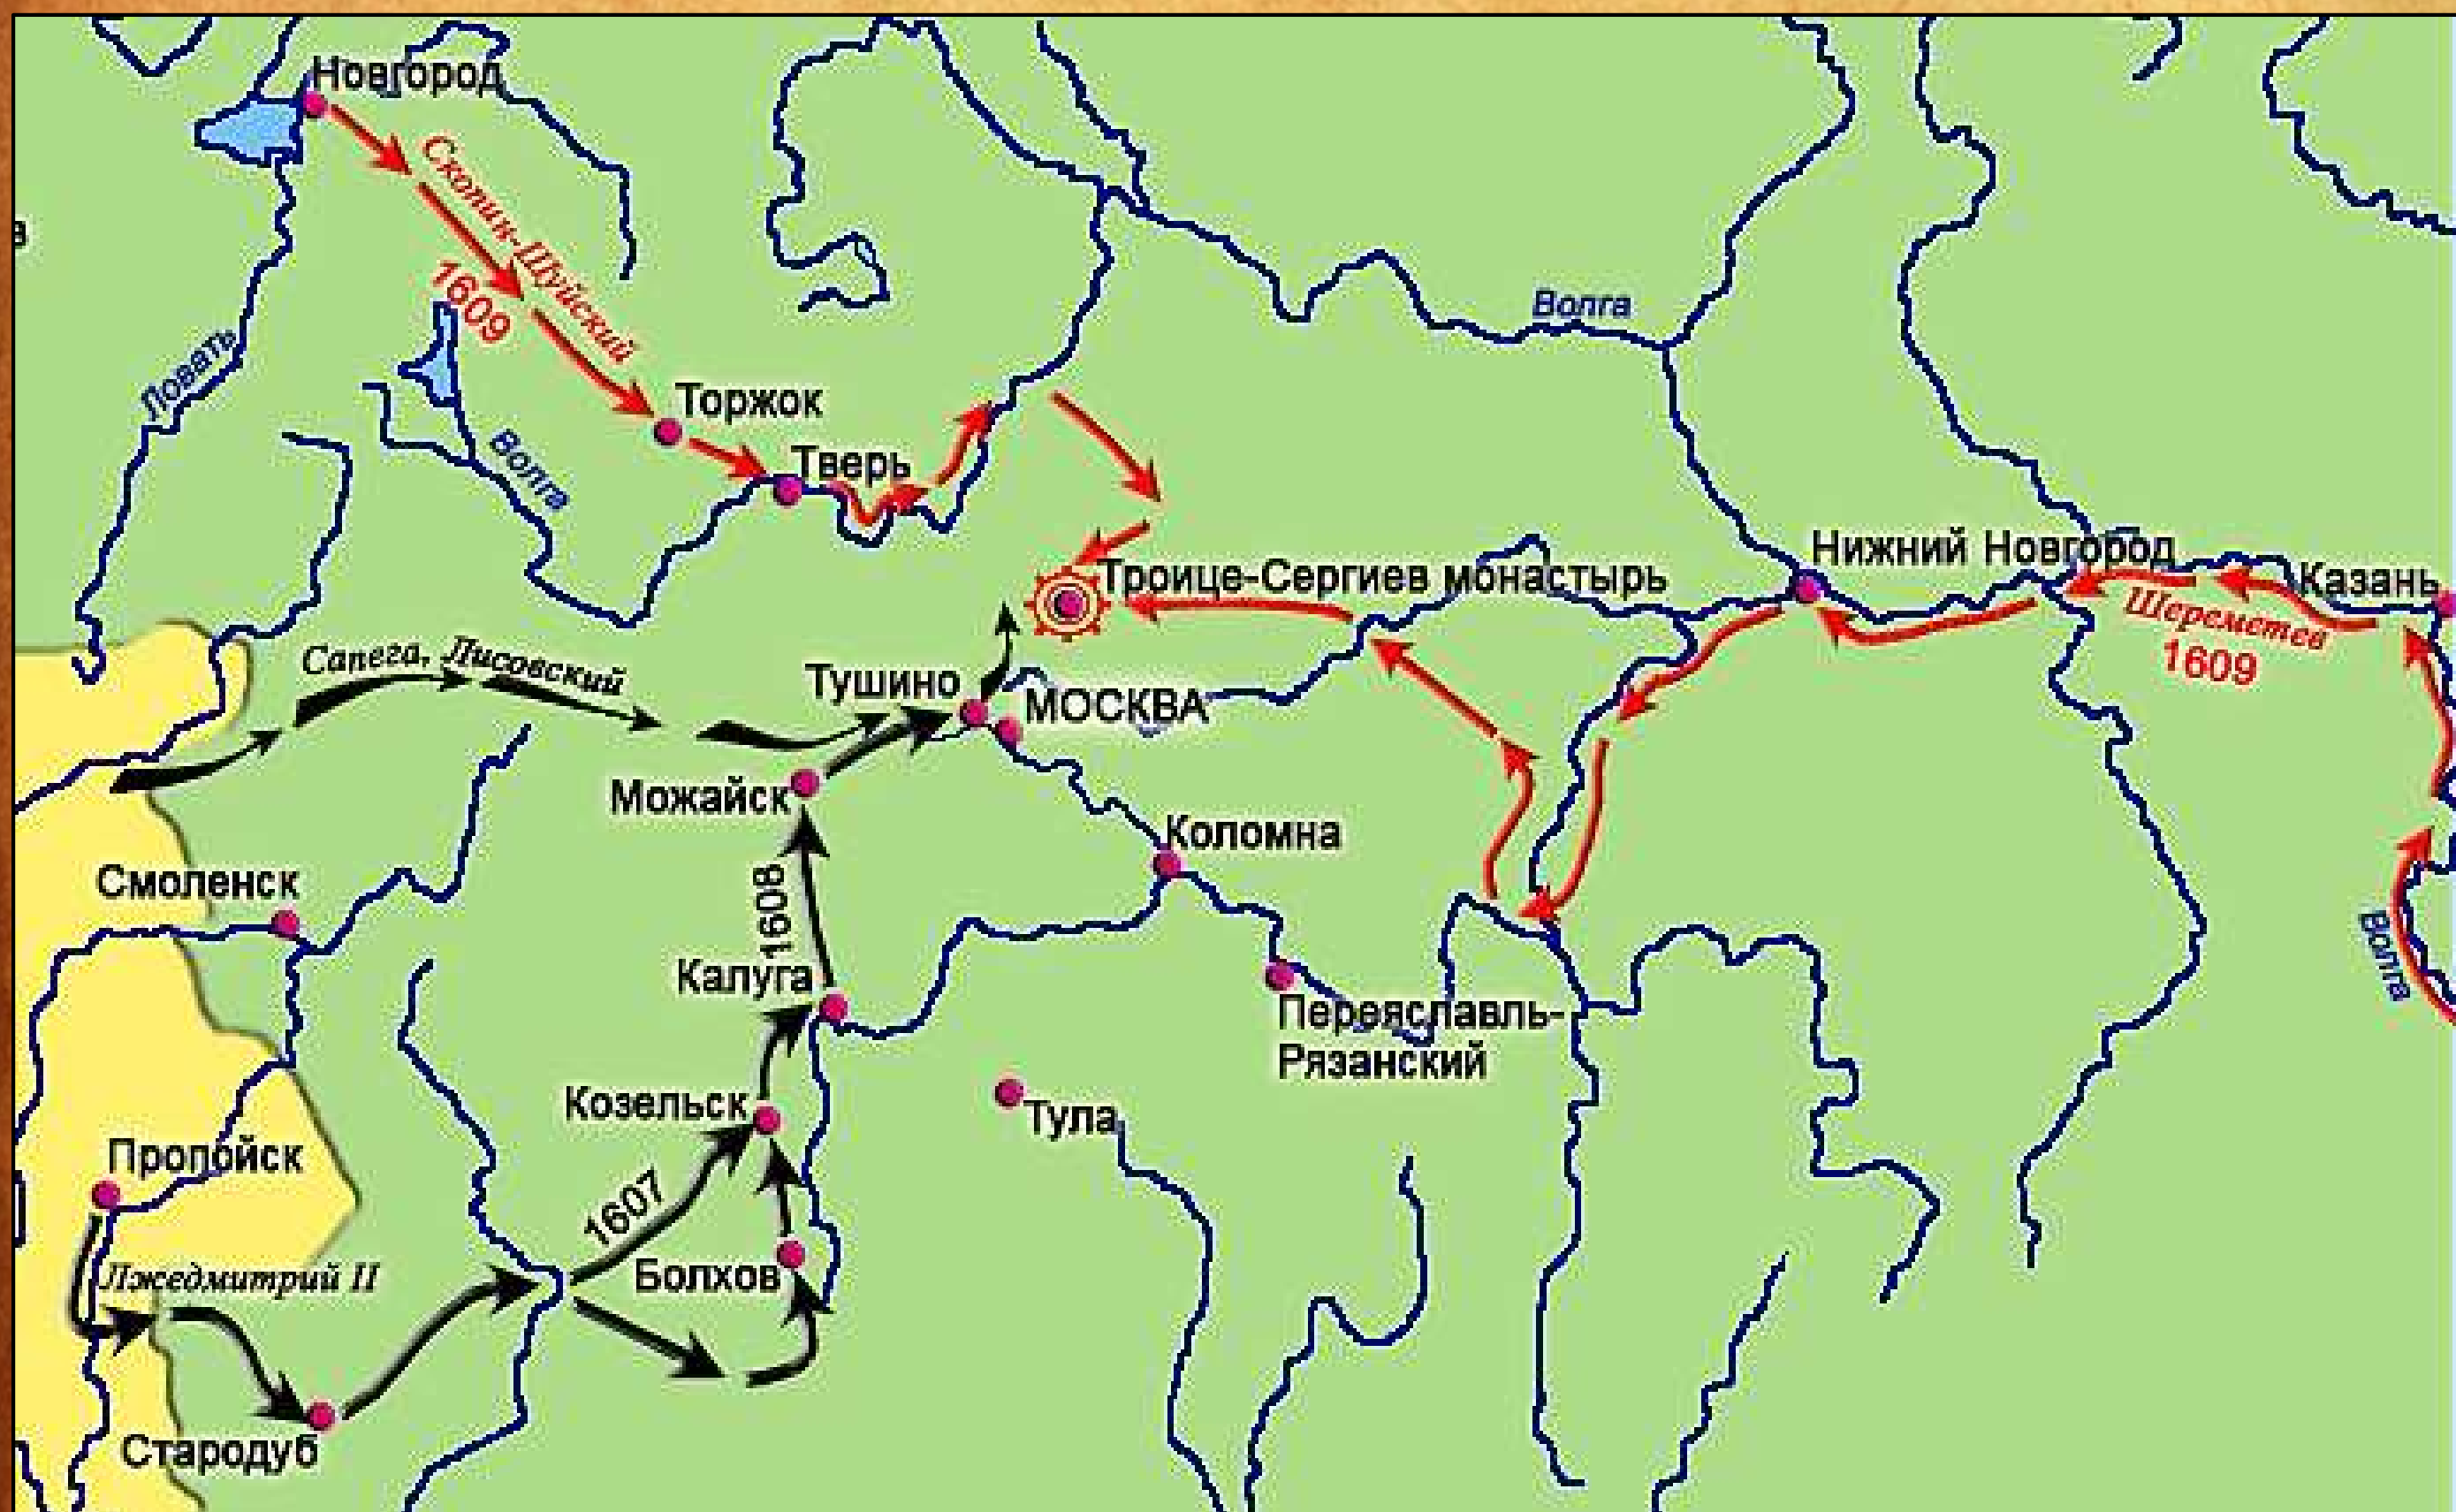 Новгород
Скопин-Шуйский
1609
Ловать
Волга
Торжок
Волга
Тверь
Нижний Новгород
Троице-Сергиев монастырь
Казань
Шереметев
1609
Сапега, Лисовский
Тушино
МОСКВА
Можайск
Коломна
Смоленск
1608
Волга
Калуга
Переяславль-
Рязанский
Козельск
Тула
Пропойск
1607
Болхов
Лжедмитрий II
Стародуб